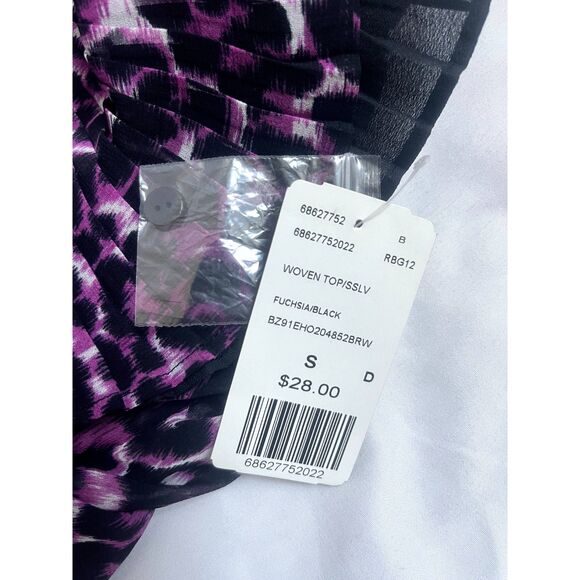 68627752 B
68627752022 RBG12
WOVEN TOP/SSLV
FUCHSIA/BLACK
BZ91EHO204852BRW
S D
$28.00
68627752022